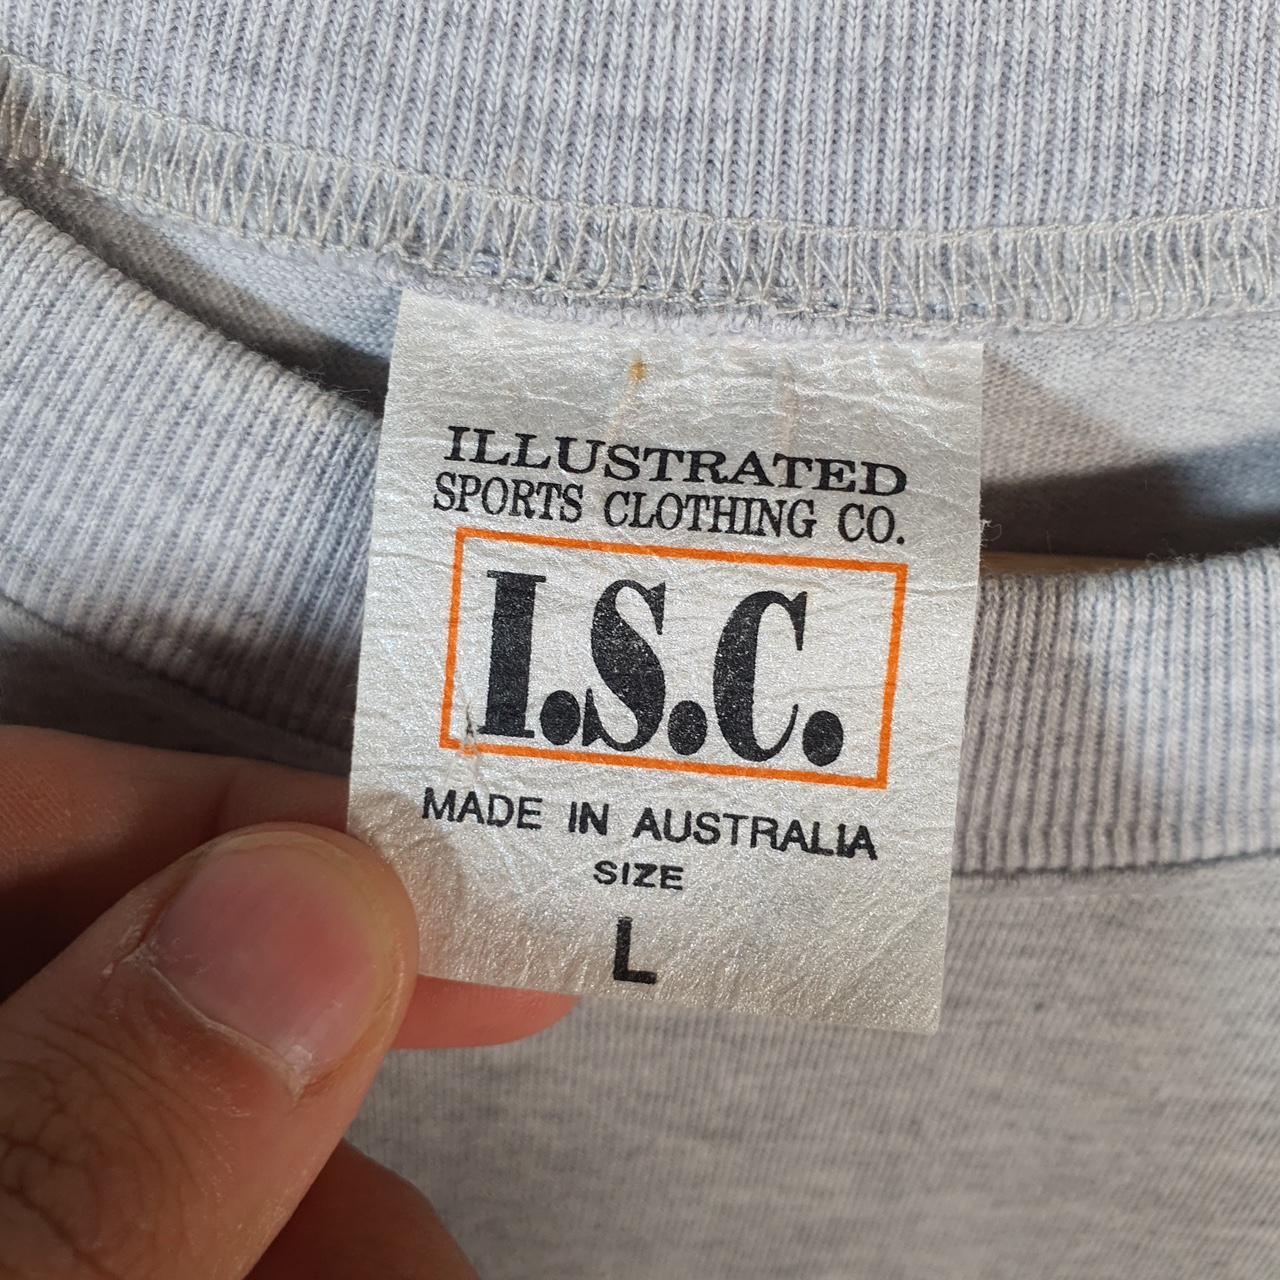 ILLUSTRATED
SPORTS CLOTHING CO.
I.S.C.
MADE IN AUSTRALIA
SIZE
L